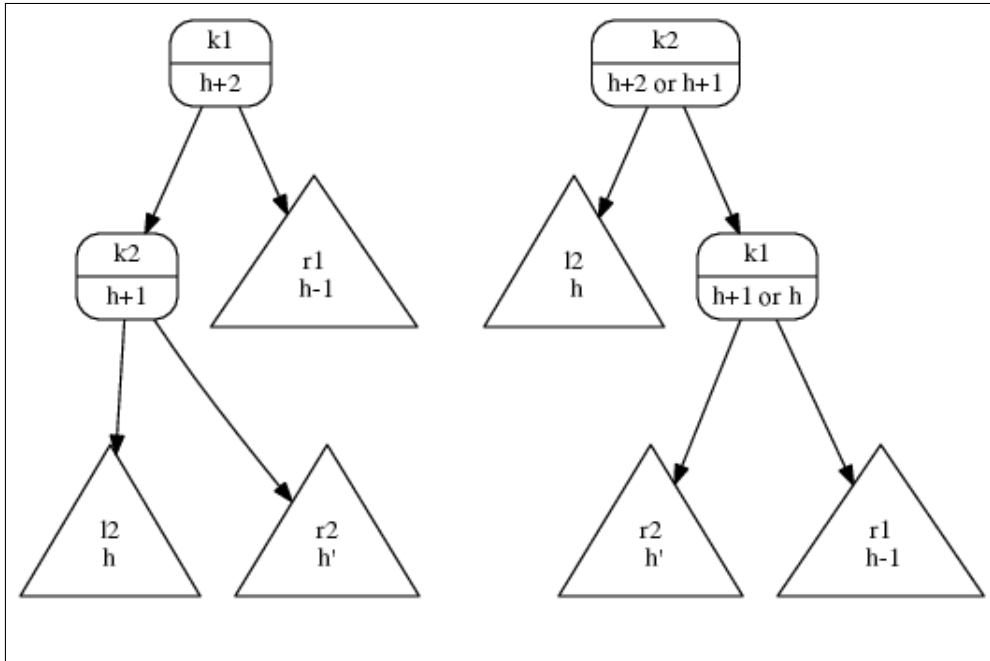 k1
h+2
k2
h+1
r1
h-1
l2
h
r2
h'
k2
h+2 or h+1
l2
h
k1
h+1 or h
r2
h'
r1
h-1